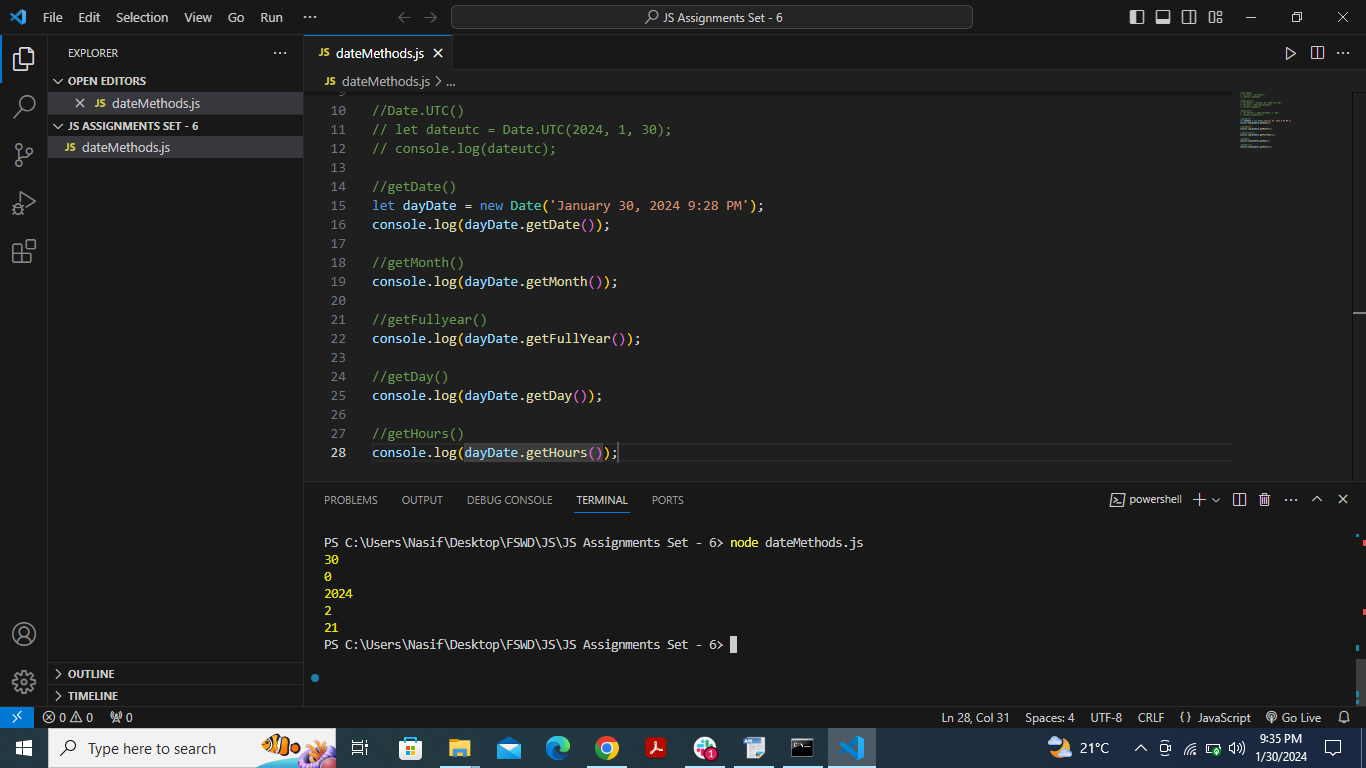 File Edit Selection View Go Run ···
JS Assignments Set - 6
EXPLORER
OPEN EDITORS
JS dateMethods.js
JS ASSIGNMENTS SET - 6
JS dateMethods.js
OUTLINE
TIMELINE
JS dateMethods.js
JS dateMethods.js > ...
9
10 //Date.UTC()
11 // let dateutc = Date.UTC(2024, 1, 30);
12 // console.log(dateutc);
13
14 //getDate()
15 let dayDate = new Date('January 30, 2024 9:28 PM');
16 console.log(dayDate.getDate());
17
18 //getMonth()
19 console.log(dayDate.getMonth());
20
21 //getFullyear()
22 console.log(dayDate.getFullYear());
23
24 //getDay()
25 console.log(dayDate.getDay());
26
27 //getHours()
28 console.log(dayDate.getHours());
PROBLEMS OUTPUT DEBUG CONSOLE TERMINAL PORTS
powershell
PS C:\Users\Nasif\Desktop\FSWD\JS\JS Assignments Set - 6> node dateMethods.js
30
0
2024
2
21
PS C:\Users\Nasif\Desktop\FSWD\JS\JS Assignments Set - 6>
0 0 0
Ln 28, Col 31 Spaces: 4 UTF-8 CRLF {} JavaScript Go Live
Type here to search
1
21°C
9:35 PM
1/30/2024